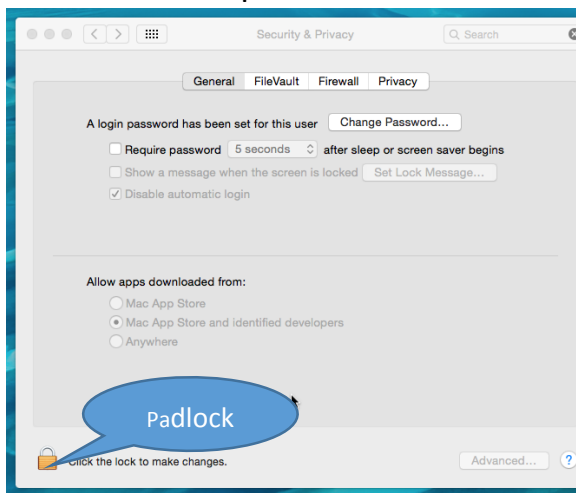 Security & Privacy Search
General FileVault Firewall Privacy
A login password has been set for this user Change Password...
Require password 5 seconds after sleep or screen saver begins
Show a message when the screen is locked Set Lock Message...
Disable automatic login
Allow apps downloaded from:
Mac App Store
Mac App Store and identified developers
Anywhere
Padlock
Click the lock to make changes. Advanced... ?